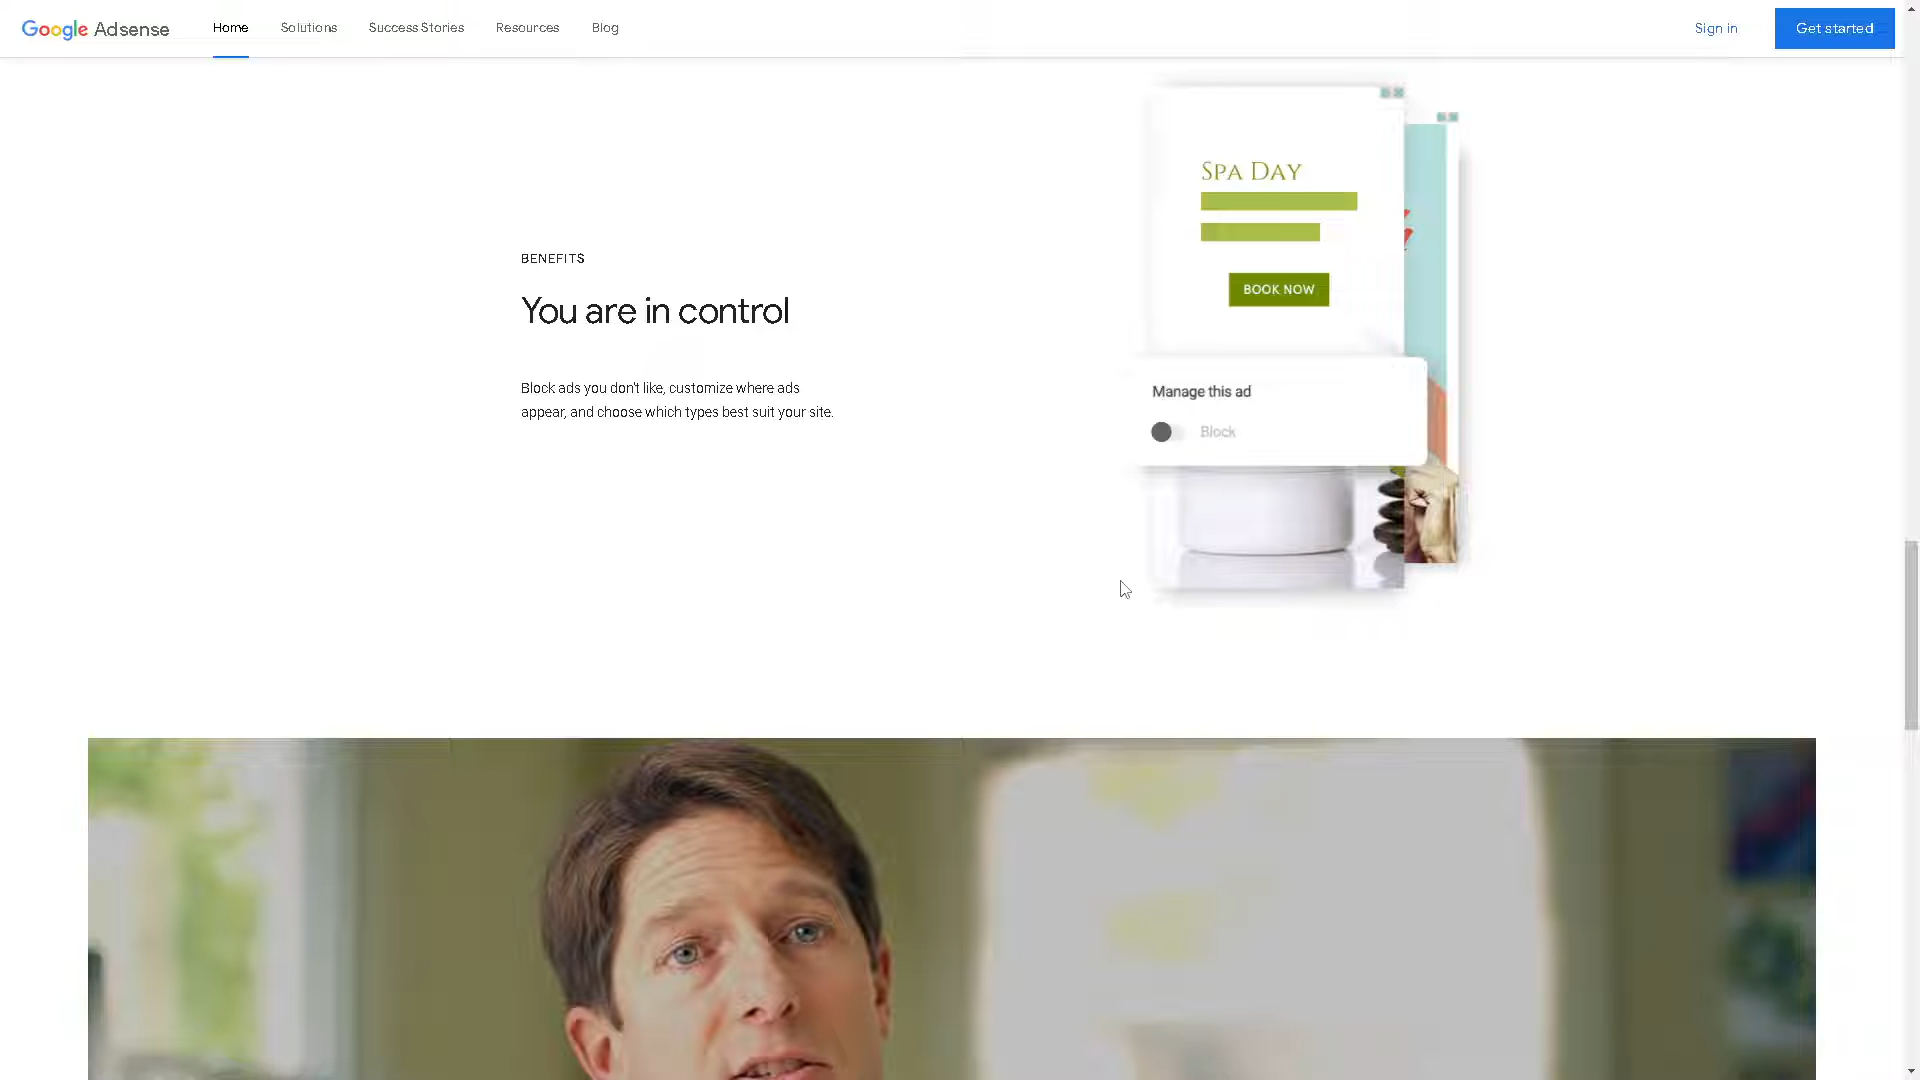 Google Adsense Home Solutions Success Stories Resources Blog Sign in Get started
SPA DAY
BOOK NOW
BENEFITS
You are in control
Block ads you don't like, customize where ads
appear, and choose which types best suit your site.
Manage this ad
Block